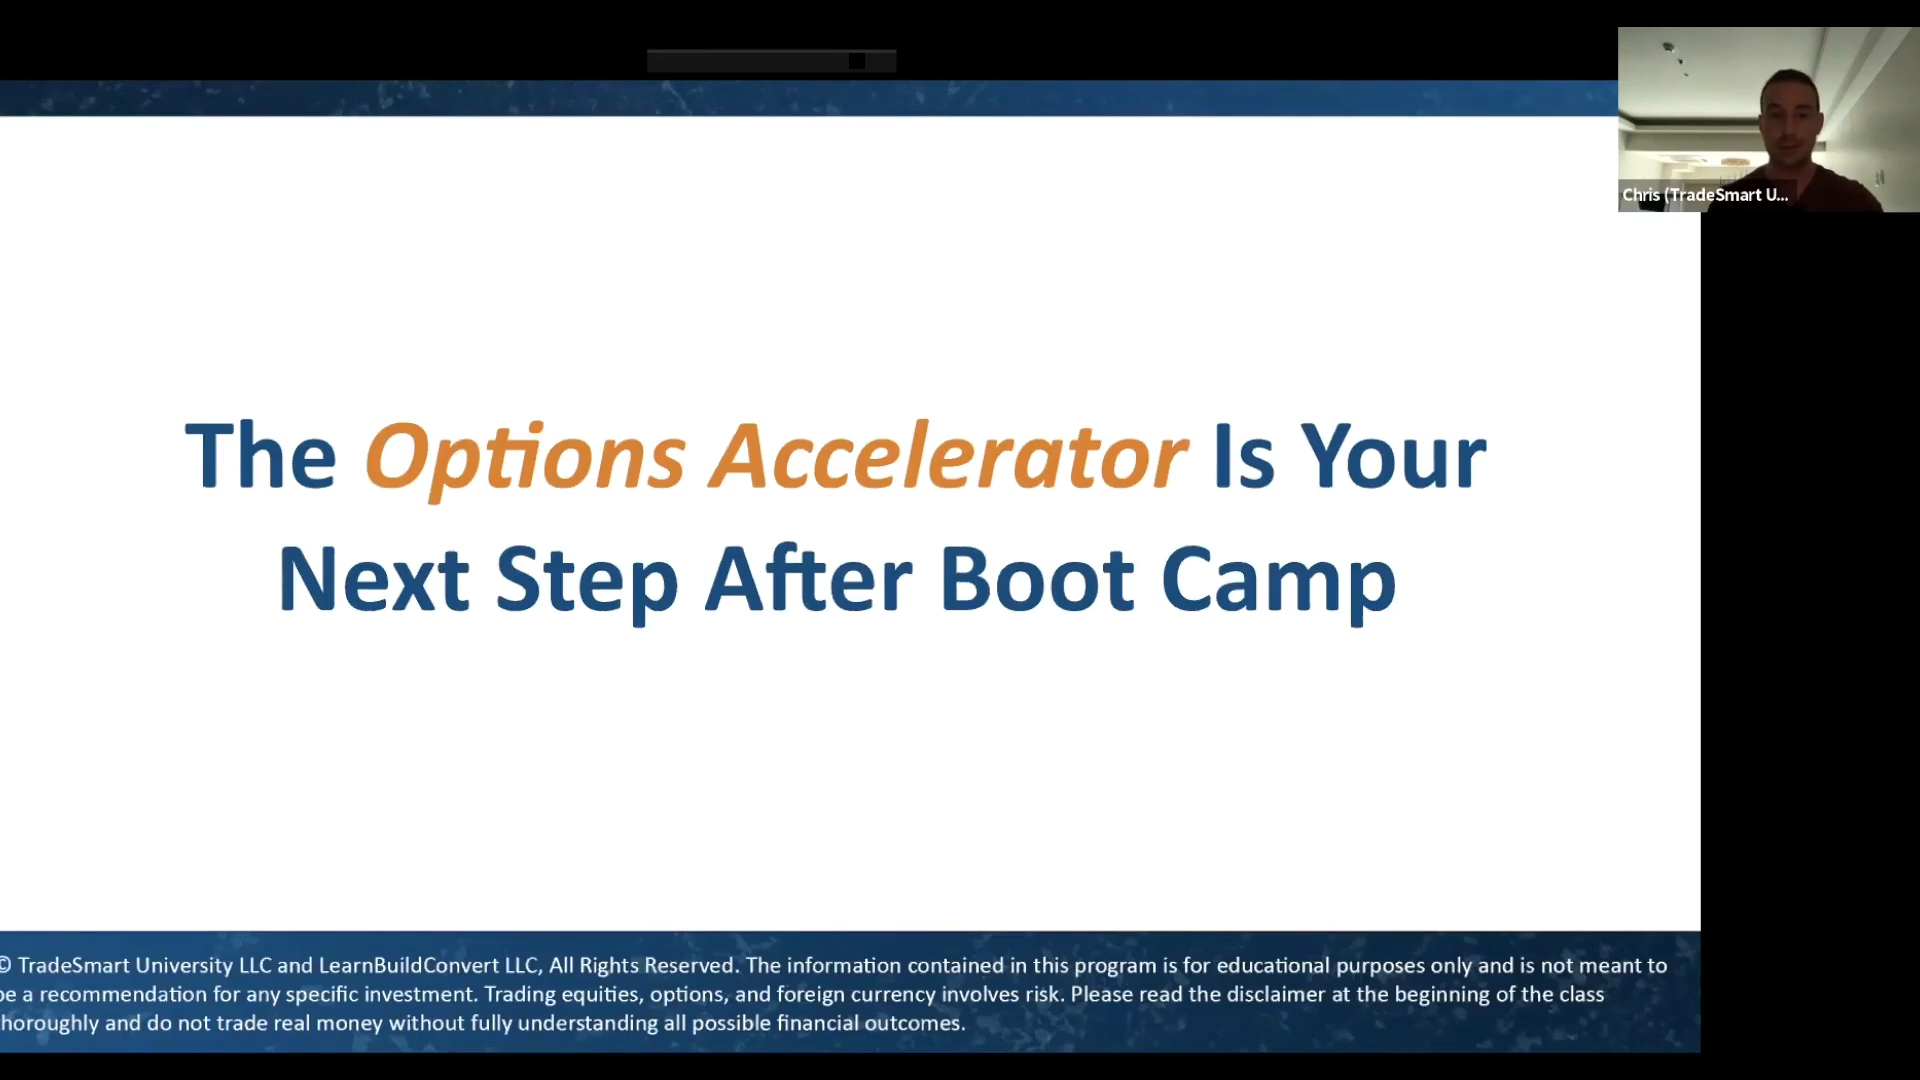 Chris (TradeSmart U...
The Options Accelerator Is Your
Next Step After Boot Camp
© TradeSmart University LLC and LearnBuildConvert LLC, All Rights Reserved. The information contained in this program is for educational purposes only and is not meant to
be a recommendation for any specific investment. Trading equities, options, and foreign currency involves risk. Please read the disclaimer at the beginning of the class
horoughly and do not trade real money without fully understanding all possible financial outcomes.